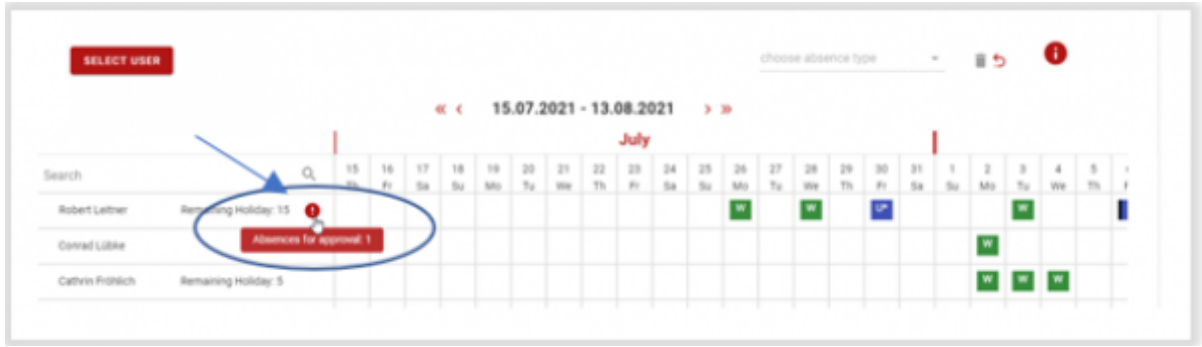 SELECT USER choose absence type
« < 15.07.2021 - 13.08.2021 > »
July
Search 15 16 17 18 19 20 21 22 23 24 25 26 27 28 29 30 31 1 2 3 4 5
Th Fr Sa Su Mo Tu We Th Fr Sa Su Mo Tu We Th Fr Sa Su Mo Tu We Th
Robert Leitner Remaining Holiday: 15 W W U* W
Absences for approval: 1
Conrad Lübke W
Cathrin Fröhlich Remaining Holiday: 5 W W W